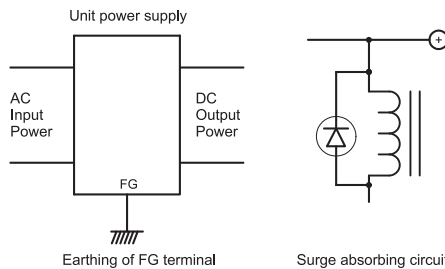 Unit power supply
AC
Input
Power
DC
Output
Power
FG
Earthing of FG terminal
+
Surge absorbing circuit